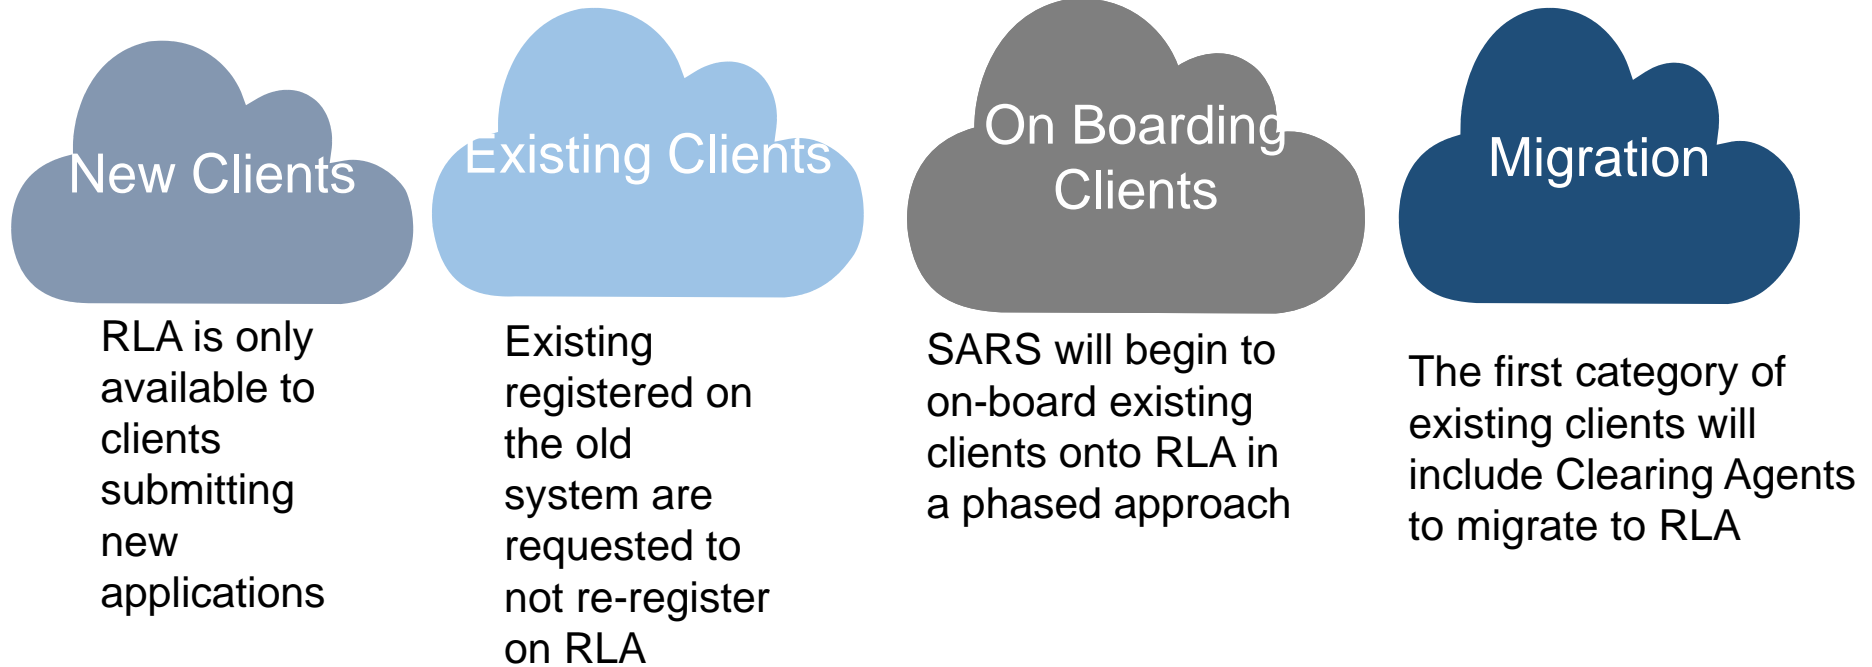 New Clients
RLA is only
available to
clients
submitting
new
applications
Existing Clients
Existing
registered on
the old
system are
requested to
not re-register
on RLA
On Boarding
Clients
SARS will begin to
on-board existing
clients onto RLA in
a phased approach
Migration
The first category of
existing clients will
include Clearing Agents
to migrate to RLA